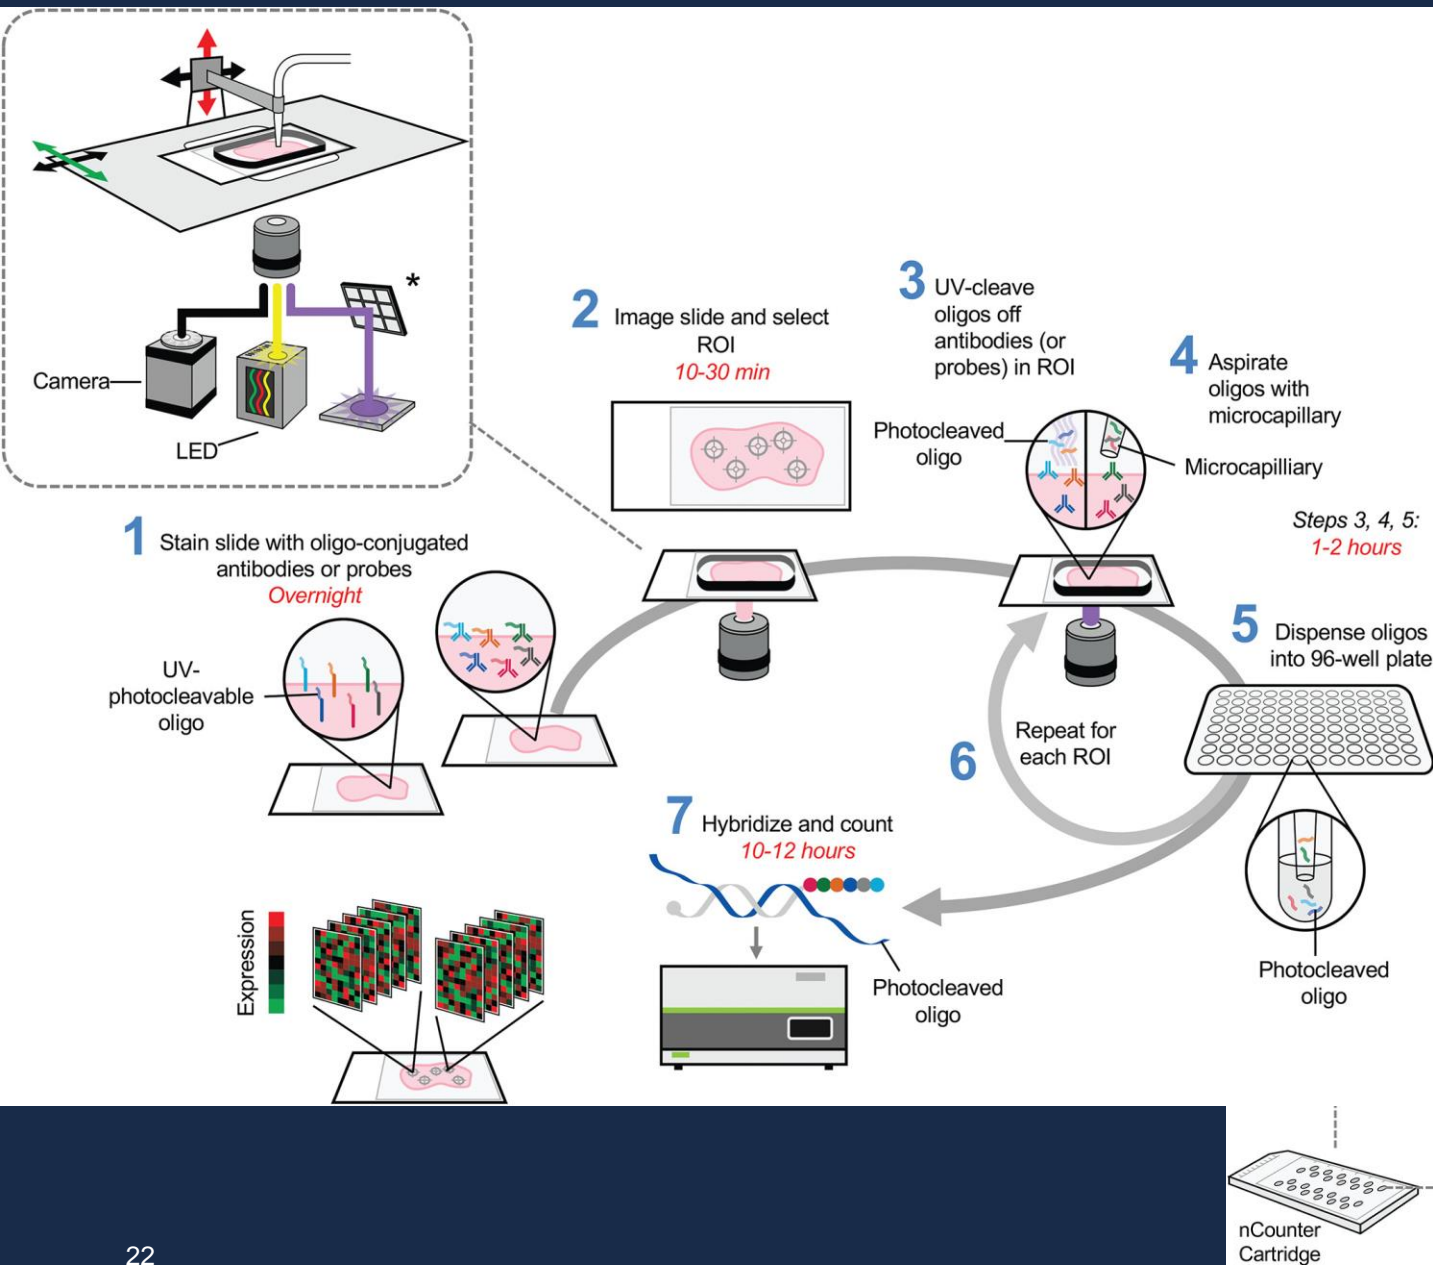 *
Camera
LED
1
Stain slide with oligo-conjugated
antibodies or probes
Overnight
UV-
photocleavable
oligo
2
Image slide and select
ROI
10-30 min
3
UV-cleave
oligos off
antibodies (or
probes) in ROI
Photocleaved
oligo
4
Aspirate
oligos with
microcapillary
Microcapilliary
Steps 3, 4, 5:
1-2 hours
5
Dispense oligos
into 96-well plate
Photocleaved
oligo
6
Repeat for
each ROI
7
Hybridize and count
10-12 hours
Photocleaved
oligo
Expression
nCounter
Cartridge
22